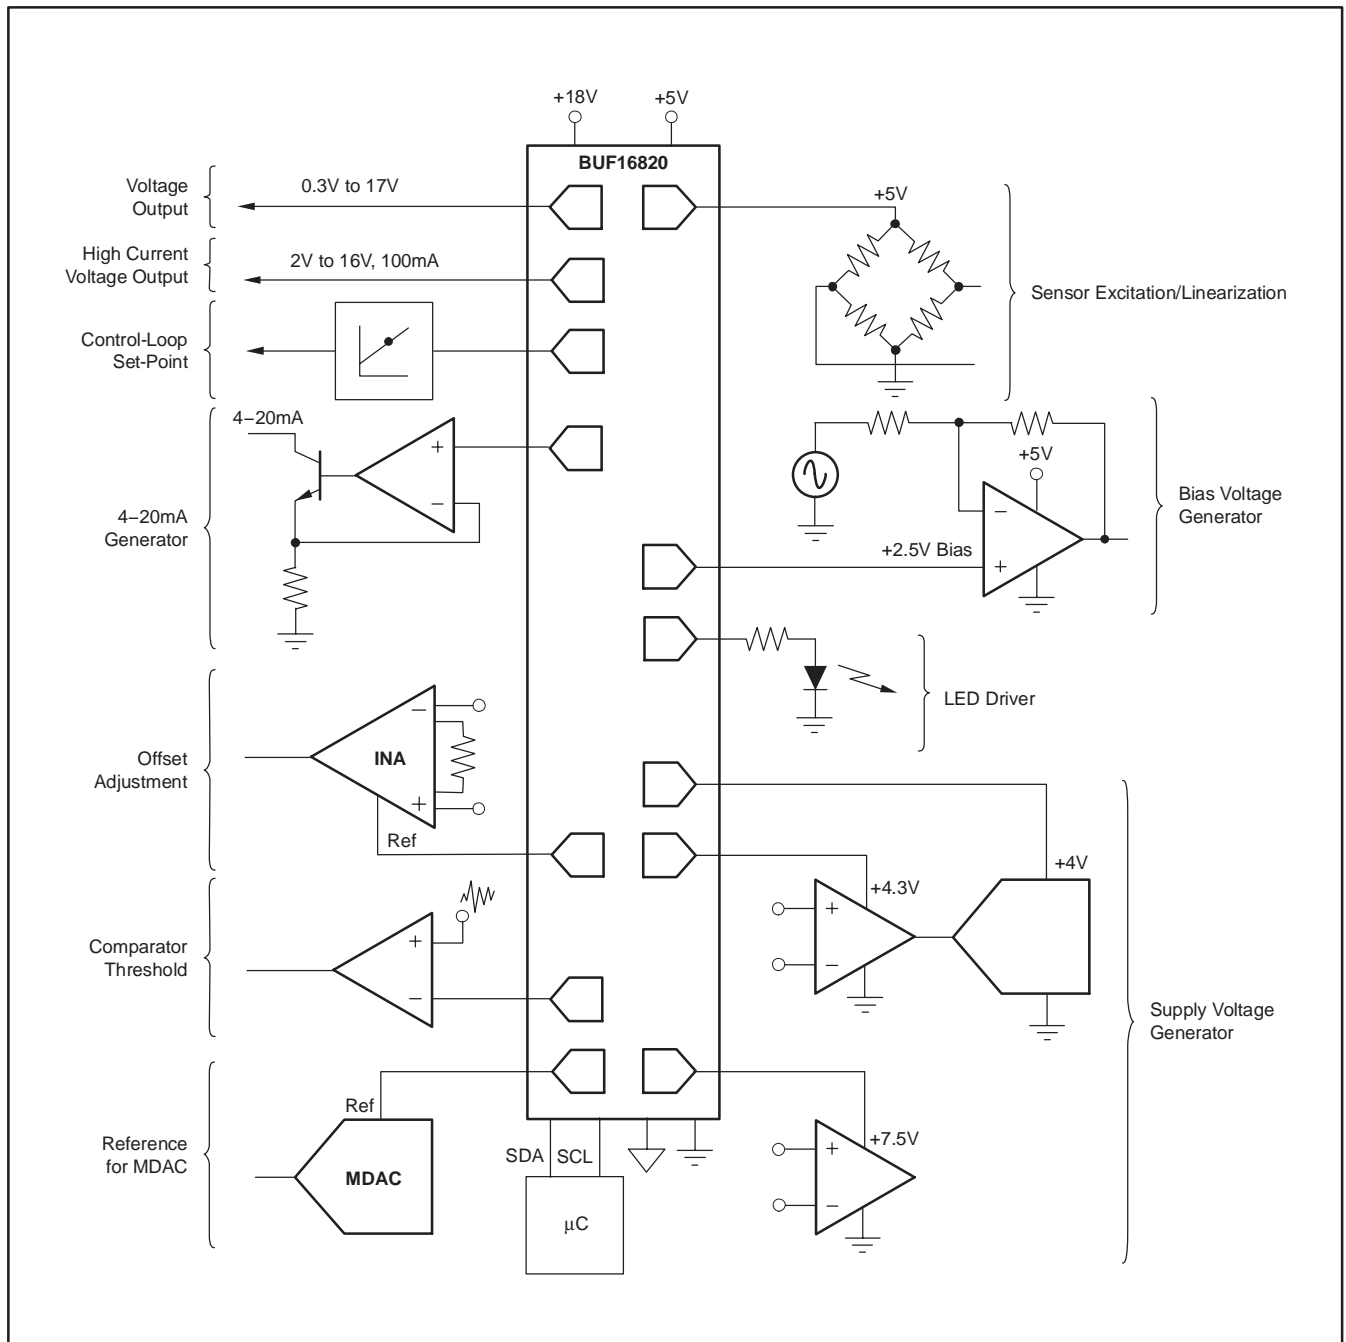 +18V
+5V
BUF16820
Voltage
Output
0.3V to 17V
High Current
Voltage Output
2V to 16V, 100mA
Control-Loop
Set-Point
4−20mA
+
−
4−20mA
Generator
Offset
Adjustment
−
INA
+
Ref
Comparator
Threshold
+
−
Reference
for MDAC
Ref
MDAC
SDA
SCL
μC
+5V
Sensor Excitation/Linearization
+5V
−
+
+2.5V Bias
Bias Voltage
Generator
LED Driver
+4V
+4.3V
+
−
Supply Voltage
Generator
+7.5V
+
−